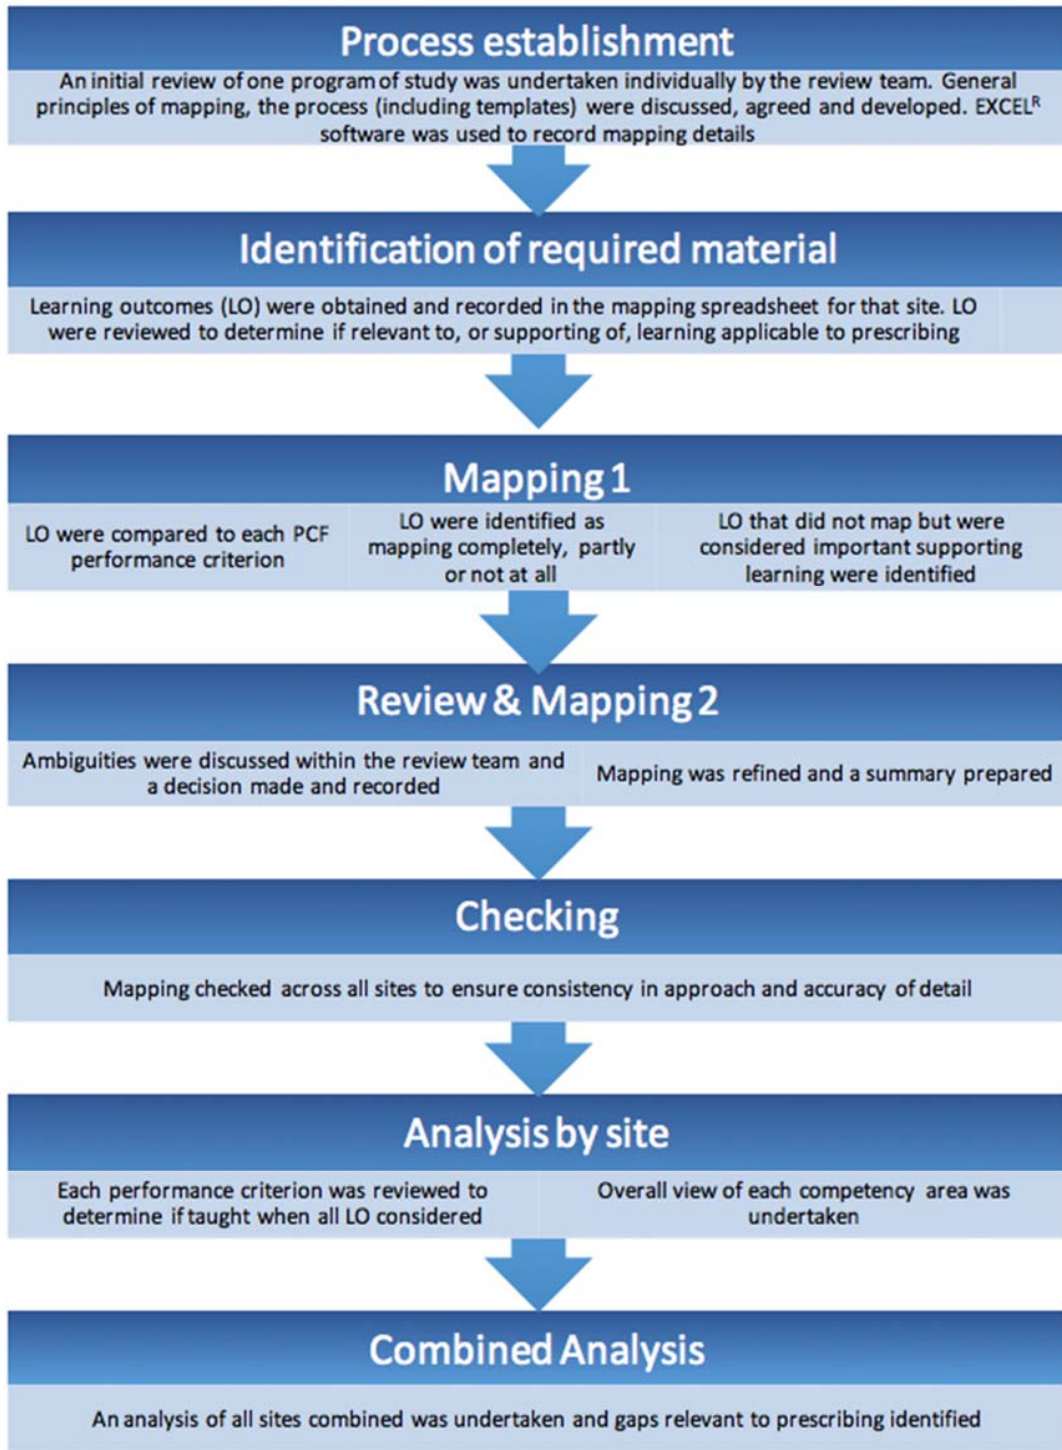 Process establishment
An initial review of one program of study was undertaken individually by the review team. General
principles of mapping, the process (including templates) were discussed, agreed and developed. EXCELᴿ
software was used to record mapping details
Identification of required material
Learning outcomes (LO) were obtained and recorded in the mapping spreadsheet for that site. LO
were reviewed to determine if relevant to, or supporting of, learning applicable to prescribing
Mapping 1
LO were compared to each PCF
performance criterion
LO were identified as
mapping completely, partly
or not at all
LO that did not map but were
considered important supporting
learning were identified
Review & Mapping 2
Ambiguities were discussed within the review team and
a decision made and recorded
Mapping was refined and a summary prepared
Checking
Mapping checked across all sites to ensure consistency in approach and accuracy of detail
Analysis by site
Each performance criterion was reviewed to
determine if taught when all LO considered
Overall view of each competency area was
undertaken
Combined Analysis
An analysis of all sites combined was undertaken and gaps relevant to prescribing identified